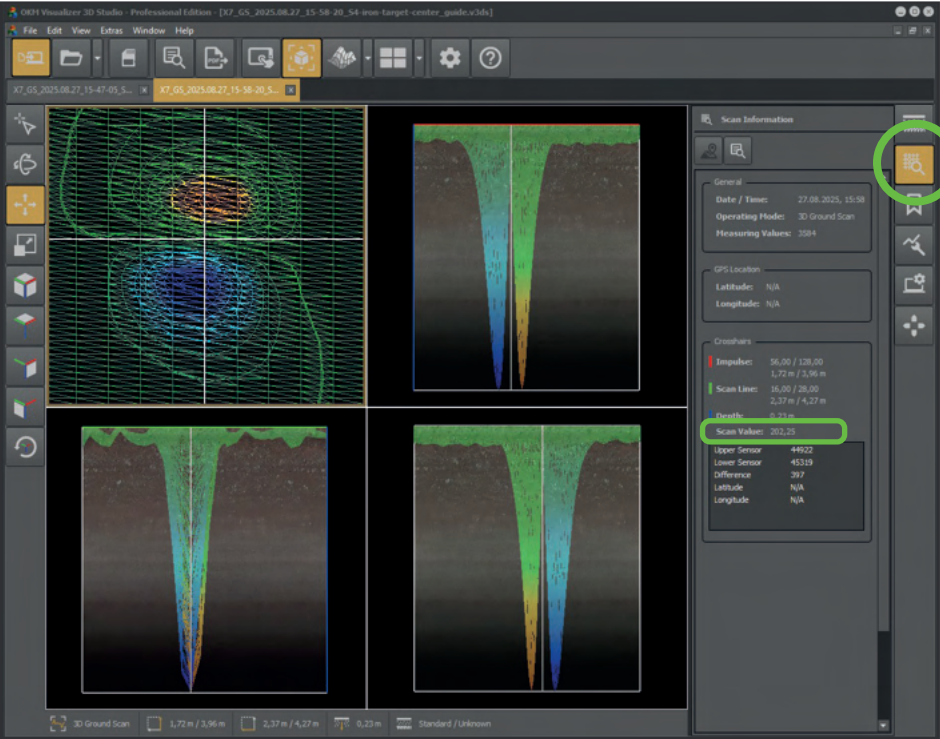 OKM Visualizer 3D Studio - Professional Edition - [X7_GS_2025.08.27_15-58-20_S4-iron-target-center_guide.v3ds]
File Edit View Extras Window Help
PDF
X7_GS_2025.08.27_15-47-05_S... X7_GS_2025.08.27_15-58-20_S...
Scan Information
General
Date / Time: 27.08.2025, 15:58
Operating Mode: 3D Ground Scan
Measuring Values: 3584
GPS Location
Latitude: N/A
Longitude: N/A
Crosshairs
Impulse: 56,00 / 128,00
1,72 m / 3,96 m
Scan Line: 16,00 / 28,00
2,37 m / 4,27 m
Depth: 0,23 m
Scan Value: 202,25
Upper Sensor 44922
Lower Sensor 45319
Difference 397
Latitude N/A
Longitude N/A
3D Ground Scan 1,72 m / 3,96 m 2,37 m / 4,27 m 0,23 m Standard / Unknown